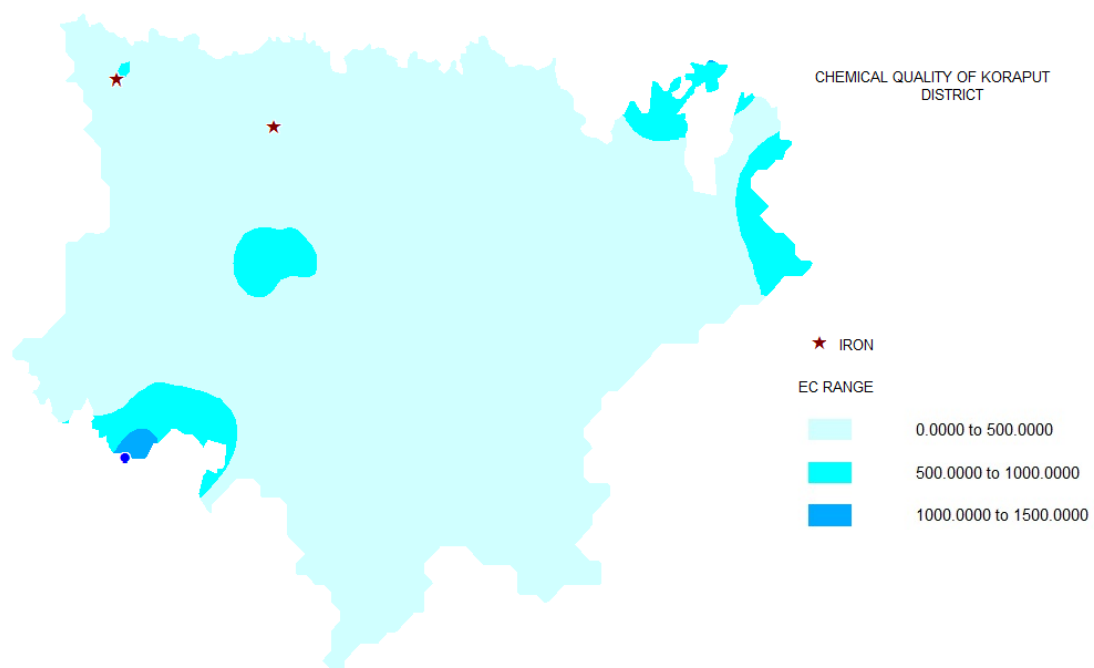 CHEMICAL QUALITY OF KORAPUT
DISTRICT
IRON
EC RANGE
0.0000 to 500.0000
500.0000 to 1000.0000
1000.0000 to 1500.0000